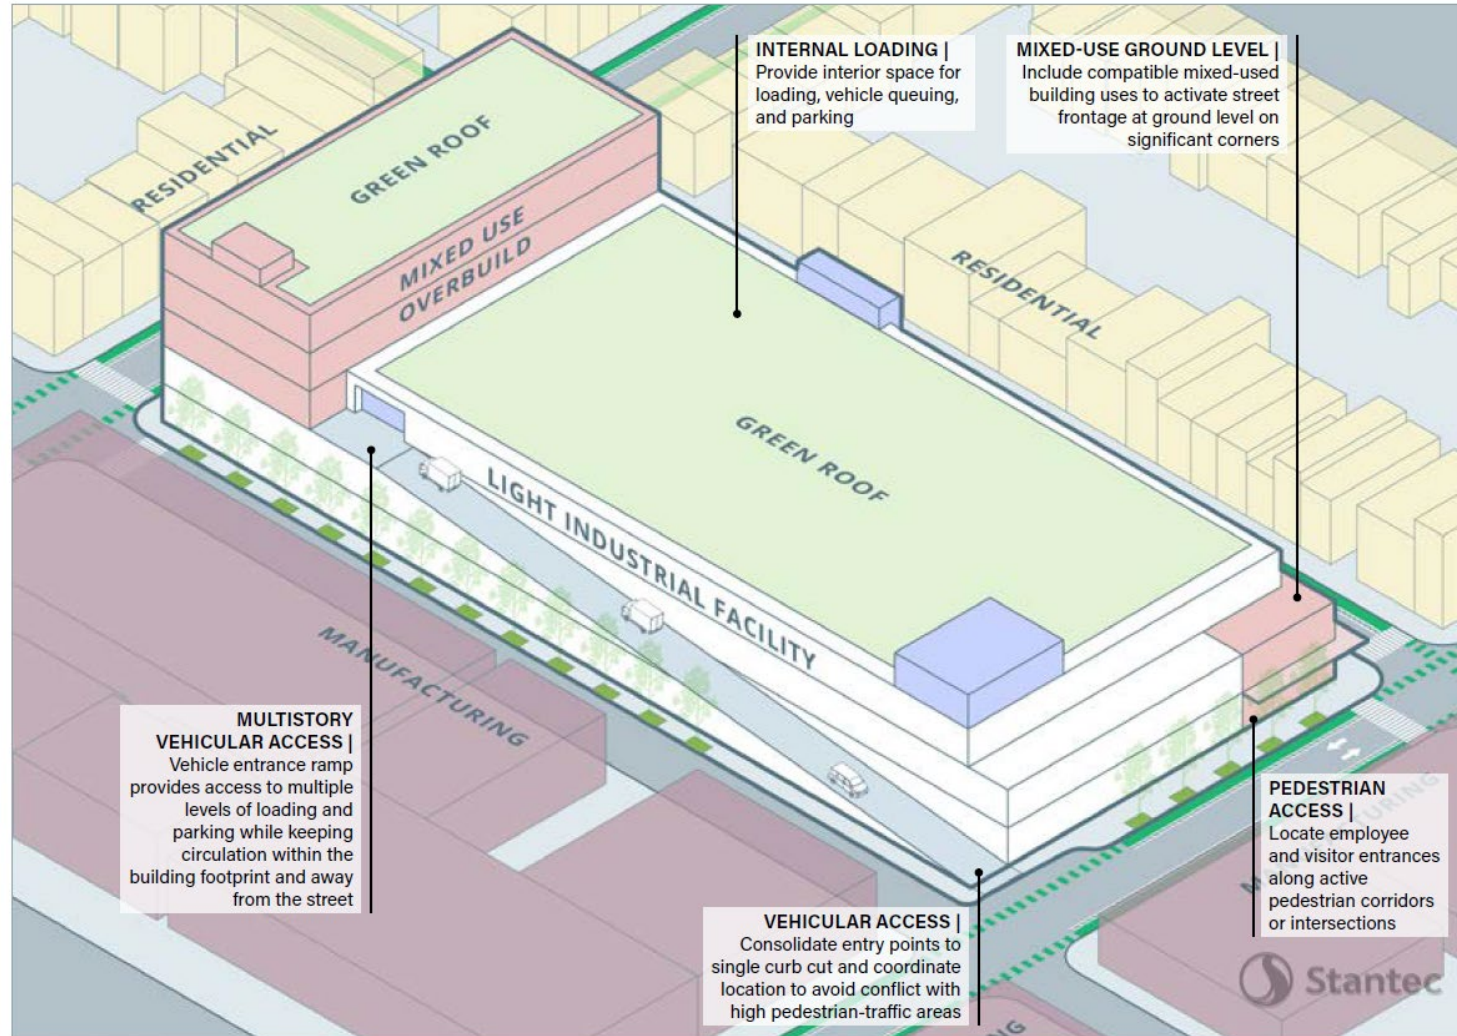 INTERNAL LOADING |
Provide interior space for
loading, vehicle queuing,
and parking
MIXED-USE GROUND LEVEL |
Include compatible mixed-used
building uses to activate street
frontage at ground level on
significant corners
RESIDENTIAL
GREEN ROOF
MIXED USE
OVERBUILD
RESIDENTIAL
GREEN ROOF
LIGHT INDUSTRIAL FACILITY
MANUFACTURING
MULTISTORY
VEHICULAR ACCESS |
Vehicle entrance ramp
provides access to multiple
levels of loading and
parking while keeping
circulation within the
building footprint and away
from the street
VEHICULAR ACCESS |
Consolidate entry points to
single curb cut and coordinate
location to avoid conflict with
high pedestrian-traffic areas
PEDESTRIAN
ACCESS |
Locate employee
and visitor entrances
along active
pedestrian corridors
or intersections
MANUFACTURING
Stantec